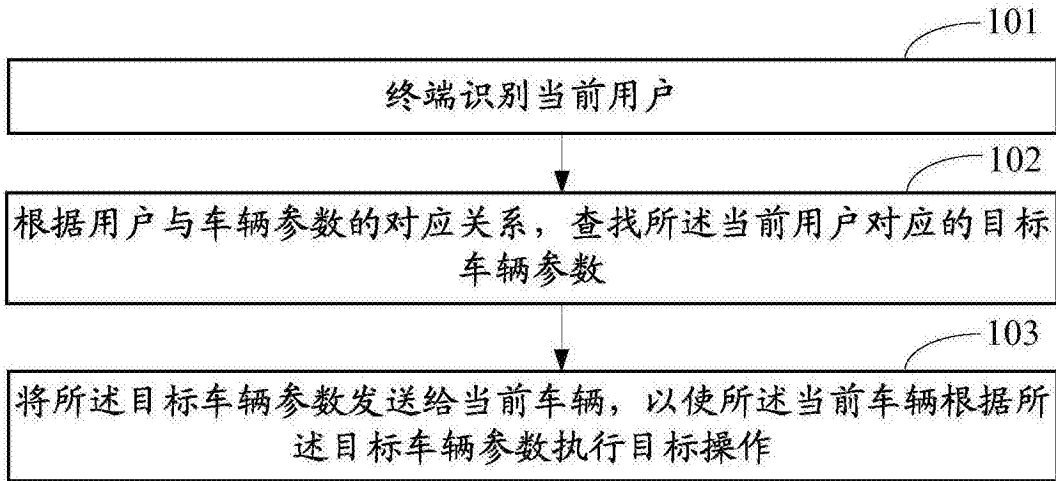 101
终端识别当前用户
102
根据用户与车辆参数的对应关系，查找所述当前用户对应的目标
车辆参数
103
将所述目标车辆参数发送给当前车辆，以使所述当前车辆根据所
述目标车辆参数执行目标操作